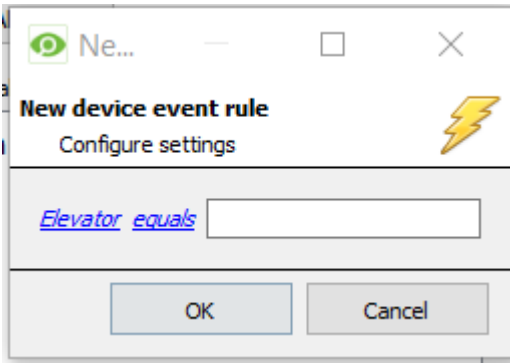 Ne...
New device event rule
Configure settings
Elevator equals
OK Cancel